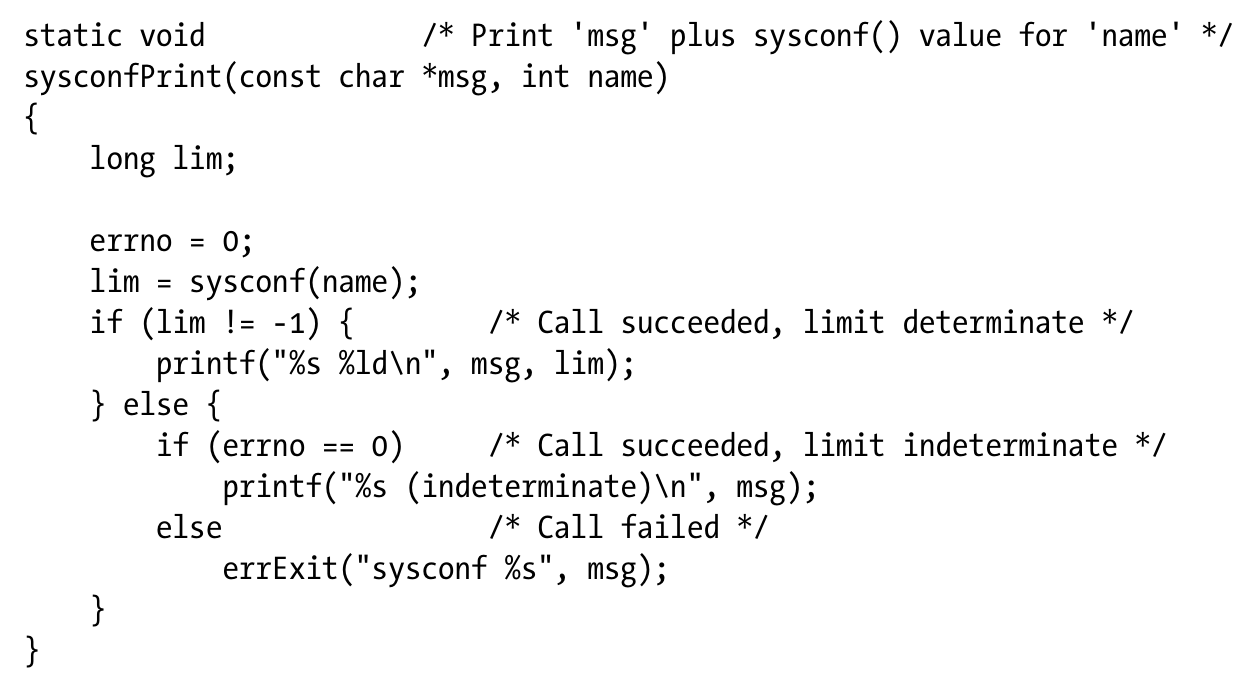 static void             /* Print 'msg' plus sysconf() value for 'name' */
sysconfPrint(const char *msg, int name)
{
    long lim;

    errno = 0;
    lim = sysconf(name);
    if (lim != -1) {        /* Call succeeded, limit determinate */
        printf("%s %ld\n", msg, lim);
    } else {
        if (errno == 0)     /* Call succeeded, limit indeterminate */
            printf("%s (indeterminate)\n", msg);
        else                /* Call failed */
            errExit("sysconf %s", msg);
    }
}